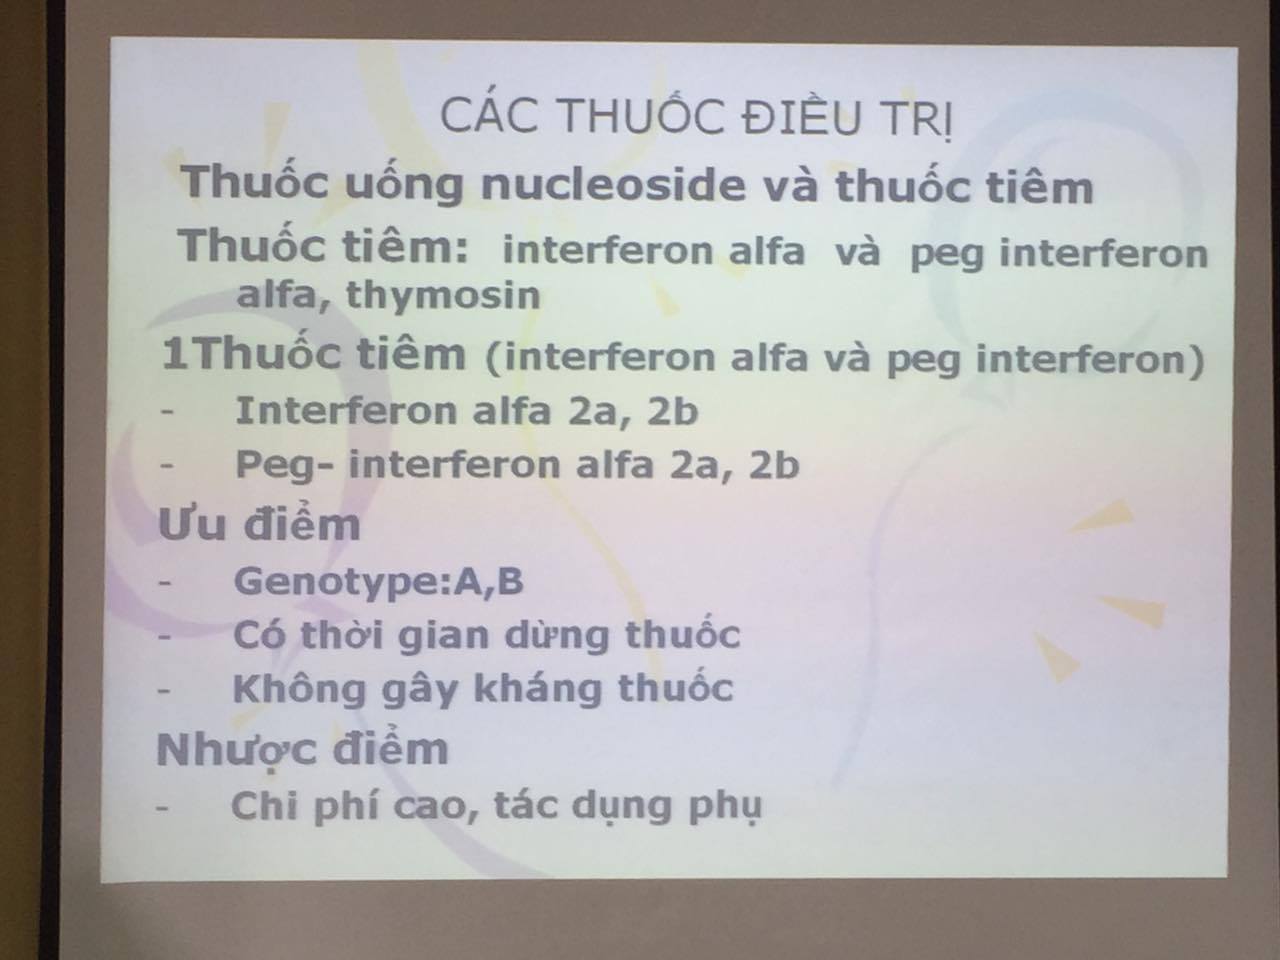 CÁC THUỐC ĐIỀU TRỊ
Thuốc uống nucleoside và thuốc tiêm
Thuốc tiêm: interferon alfa và peg interferon
alfa, thymosin
1Thuốc tiêm (interferon alfa và peg interferon)
- Interferon alfa 2a, 2b
- Peg- interferon alfa 2a, 2b
Ưu điểm
- Genotype:A,B
- Có thời gian dừng thuốc
- Không gây kháng thuốc
Nhược điểm
- Chi phí cao, tác dụng phụ